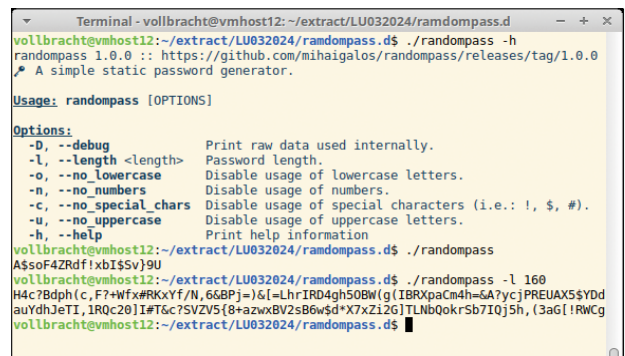 Terminal - vollbracht@vmhost12: ~/extract/LU032024/ramdompass.d
vollbracht@vmhost12:~/extract/LU032024/ramdompass.d$ ./randompass -h
randompass 1.0.0 :: https://github.com/mihaigalos/randompass/releases/tag/1.0.0
🔑 A simple static password generator.
Usage: randompass [OPTIONS]
Options:
-D, --debug Print raw data used internally.
-l, --length <length> Password length.
-o, --no_lowercase Disable usage of lowercase letters.
-n, --no_numbers Disable usage of numbers.
-c, --no_special_chars Disable usage of special characters (i.e.: !, $, #).
-u, --no_uppercase Disable usage of uppercase letters.
-h, --help Print help information
vollbracht@vmhost12:~/extract/LU032024/ramdompass.d$ ./randompass
A$soF4ZRdf!xbI$Sv}9U
vollbracht@vmhost12:~/extract/LU032024/ramdompass.d$ ./randompass -l 160
H4c?Bdph(c,F?+Wfx#RKxYf/N,6&BPj=)&[=LhrIRD4gh5OBW(g(IBRXpaCm4h=&A?ycjPREUAX5$YDd
auYdhJeTI,1RQc20]I#T&c?SVZV5{8+azwxBV2sB6w$d*X7xZi2G]TLNbQokrSb7IQj5h,(3aG[!RWCg
vollbracht@vmhost12:~/extract/LU032024/ramdompass.d$